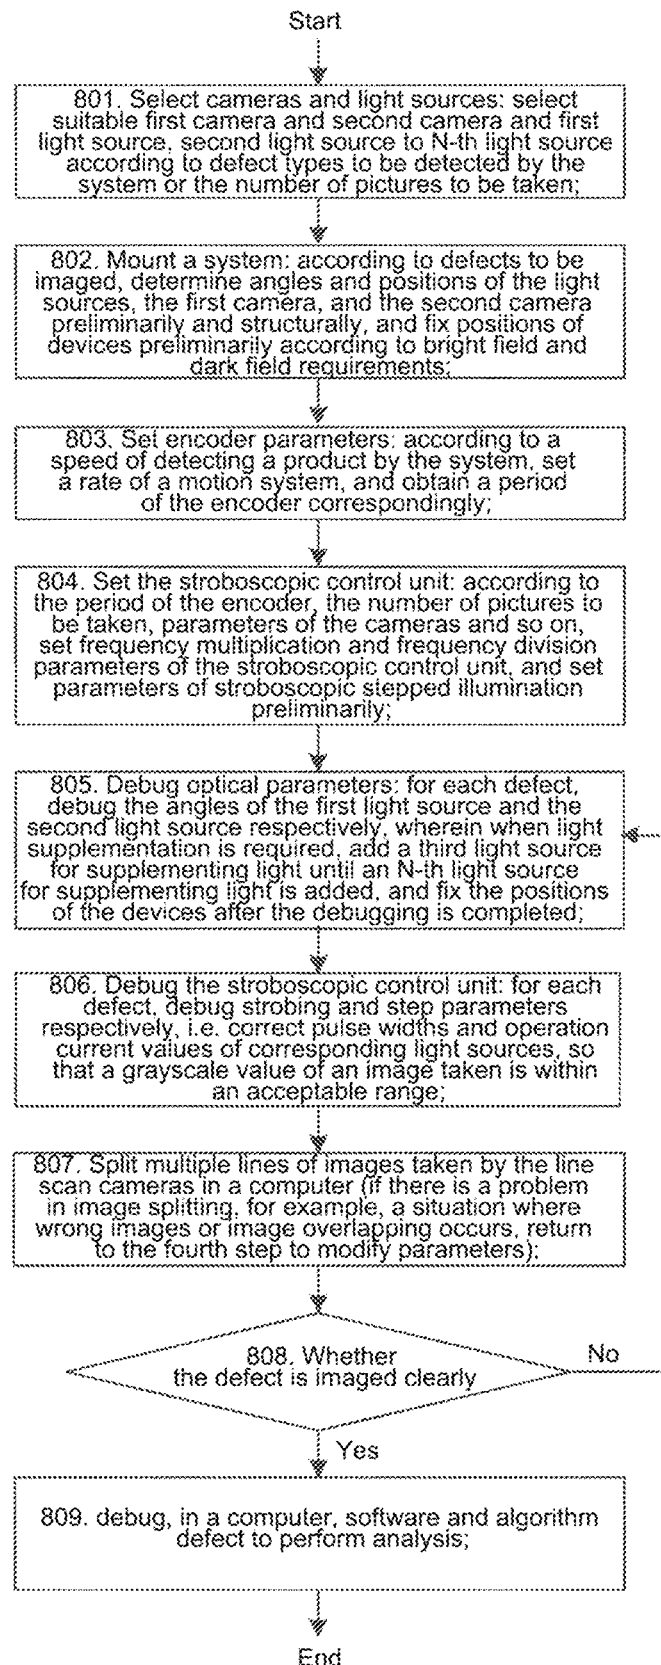 Start
801. Select cameras and light sources: select
suitable first camera and second camera and first
light source, second light source to N-th light source
according to defect types to be detected by the
system or the number of pictures to be taken;
802. Mount a system: according to defects to be
imaged, determine angles and positions of the light
sources, the first camera, and the second camera
preliminarily and structurally, and fix positions of
devices preliminarily according to bright field and
dark field requirements;
803. Set encoder parameters: according to a
speed of detecting a product by the system, set
a rate of a motion system, and obtain a period
of the encoder correspondingly;
804. Set the stroboscopic control unit: according to
the period of the encoder, the number of pictures to
be taken, parameters of the cameras and so on,
set frequency multiplication and frequency division
parameters of the stroboscopic control unit, and set
parameters of stroboscopic stepped illumination
preliminarily;
805. Debug optical parameters: for each defect,
debug the angles of the first light source and the
second light source respectively, wherein when light
supplementation is required, add a third light source
for supplementing light until an N-th light source
for supplementing light is added, and fix the positions
of the devices after the debugging is completed;
806. Debug the stroboscopic control unit: for each
defect, debug strobing and step parameters
respectively, i.e. correct pulse widths and operation
current values of corresponding light sources, so
that a grayscale value of an image taken is within
an acceptable range;
807. Split multiple lines of images taken by the line
scan cameras in a computer (if there is a problem
in image splitting, for example, a situation where
wrong images or image overlapping occurs, return
to the fourth step to modify parameters);
808. Whether
the defect is imaged clearly
No
Yes
809. debug, in a computer, software and algorithm
defect to perform analysis;
End